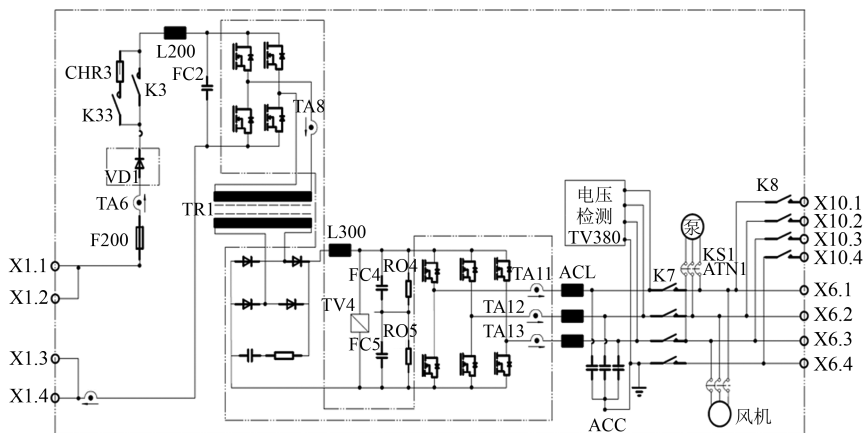 L200
CHR3
K3
FC2
K33
TA8
VD1
TA6
TR1
F200
X1.1
X1.2
X1.3
X1.4
L300
FC4
RO4
TV4
FC5
RO5
TA11
TA12
TA13
ACL
ACC
电压
检测
TV380
泵
KS1
ATN1
K7
K8
X10.1
X10.2
X10.3
X10.4
X6.1
X6.2
X6.3
X6.4
风机